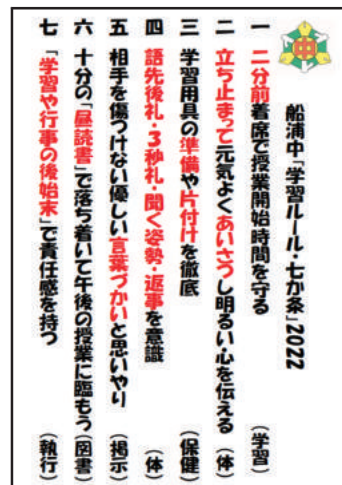 船浦中「学習ルール・七か条」2022
一 二分前着席で授業開始時間を守る (学習)
二 立ち止まって元気よくあいさつし明るい心を伝える (体)
三 学習用具の準備や片付けを徹底 (保健)
四 語先後礼・3秒礼・聞く姿勢・返事を意識 (体)
五 相手を傷つけない優しい言葉づかいと思いやり (掲示)
六 十分の「昼読書」で落ち着いて午後の授業に臨もう (図書)
七 「学習や行事の後始末」で責任感を持つ (執行)